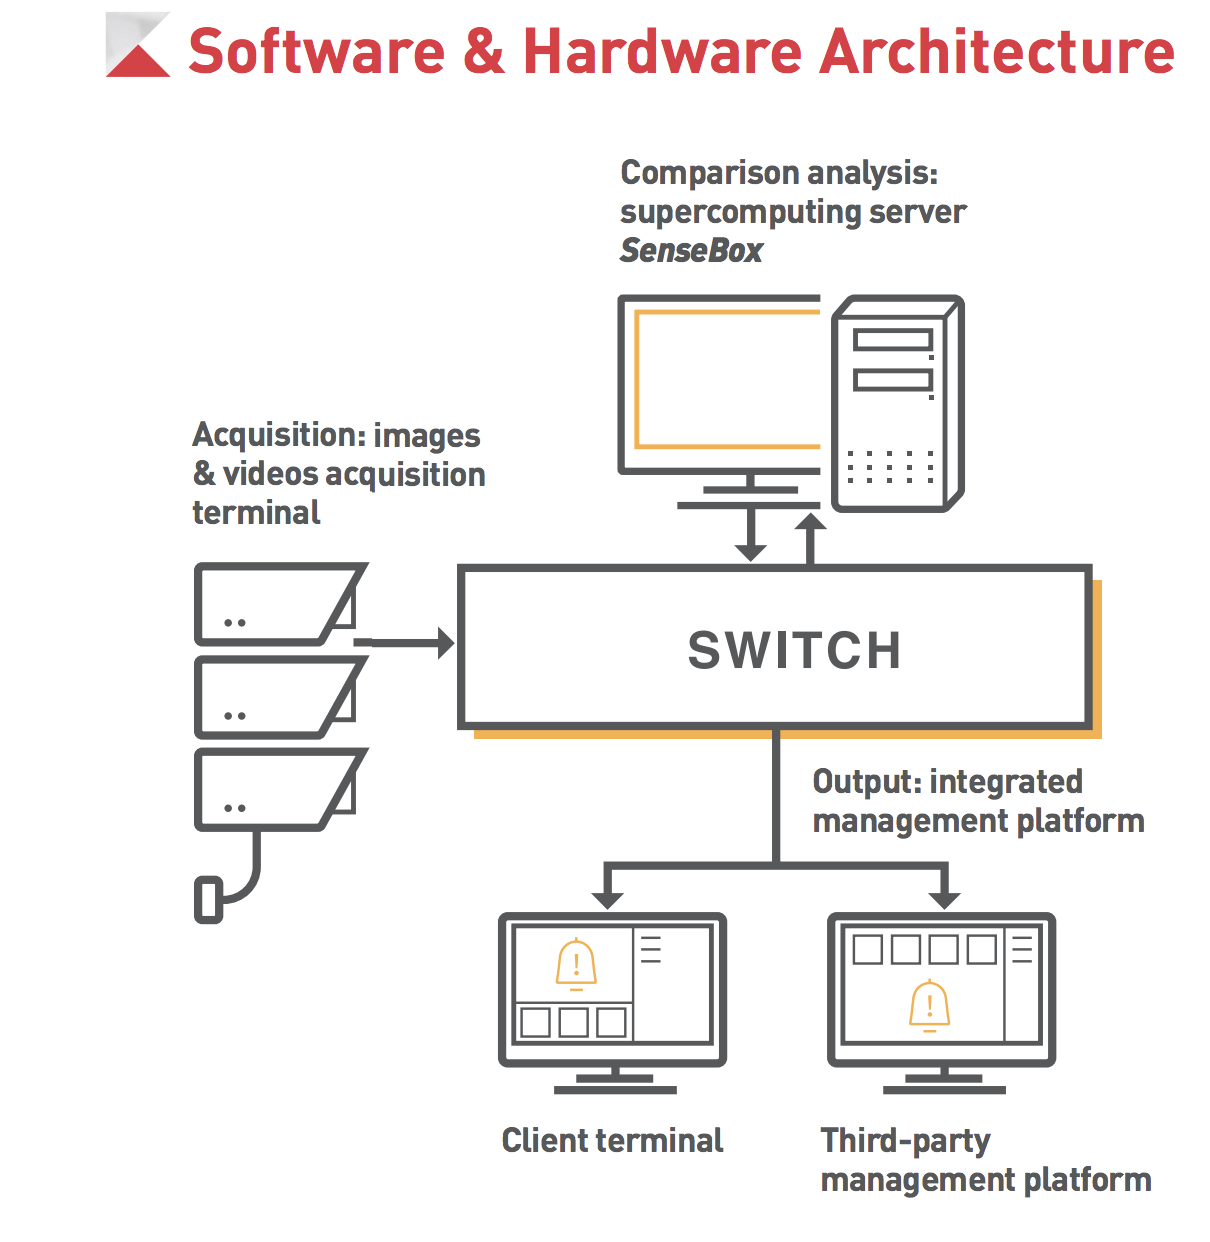 Software & Hardware Architecture
Comparison analysis:
supercomputing server
SenseBox
Acquisition: images
& videos acquisition
terminal
SWITCH
Output: integrated
management platform
!
!
Client terminal
Third-party
management platform